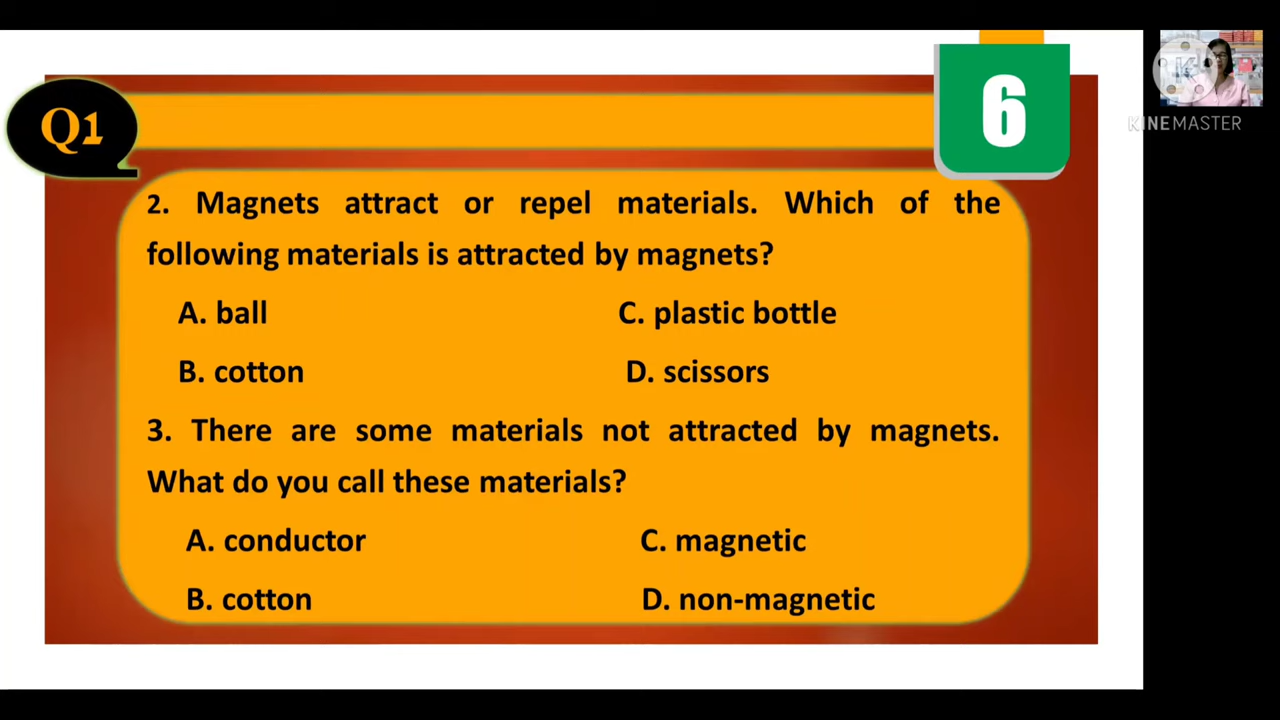 Q1
6
KINEMASTER
2. Magnets attract or repel materials. Which of the
following materials is attracted by magnets?
A. ball C. plastic bottle
B. cotton D. scissors
3. There are some materials not attracted by magnets.
What do you call these materials?
A. conductor C. magnetic
B. cotton D. non-magnetic